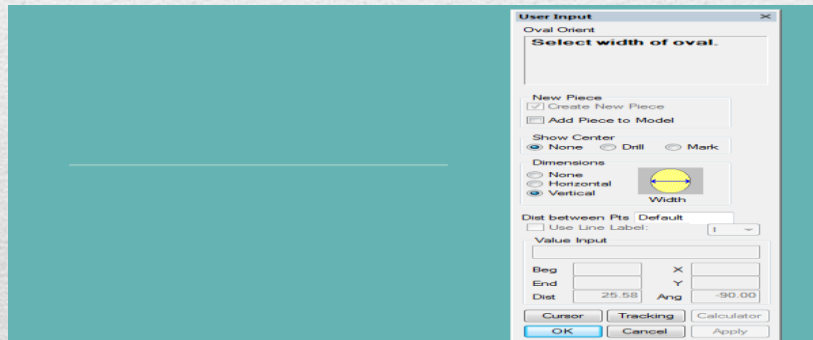 User Input
Oval Orient
Select width of oval.
New Piece
Create New Piece
Add Piece to Model
Show Center
None Drill Mark
Dimensions
None
Horizontal
Vertical
Width
Dist between Pts Default
Use Line Label:
Value Input
Beg X
End Y
Dist 25.58 Ang -90.00
Cursor Tracking Calculator
OK Cancel Apply